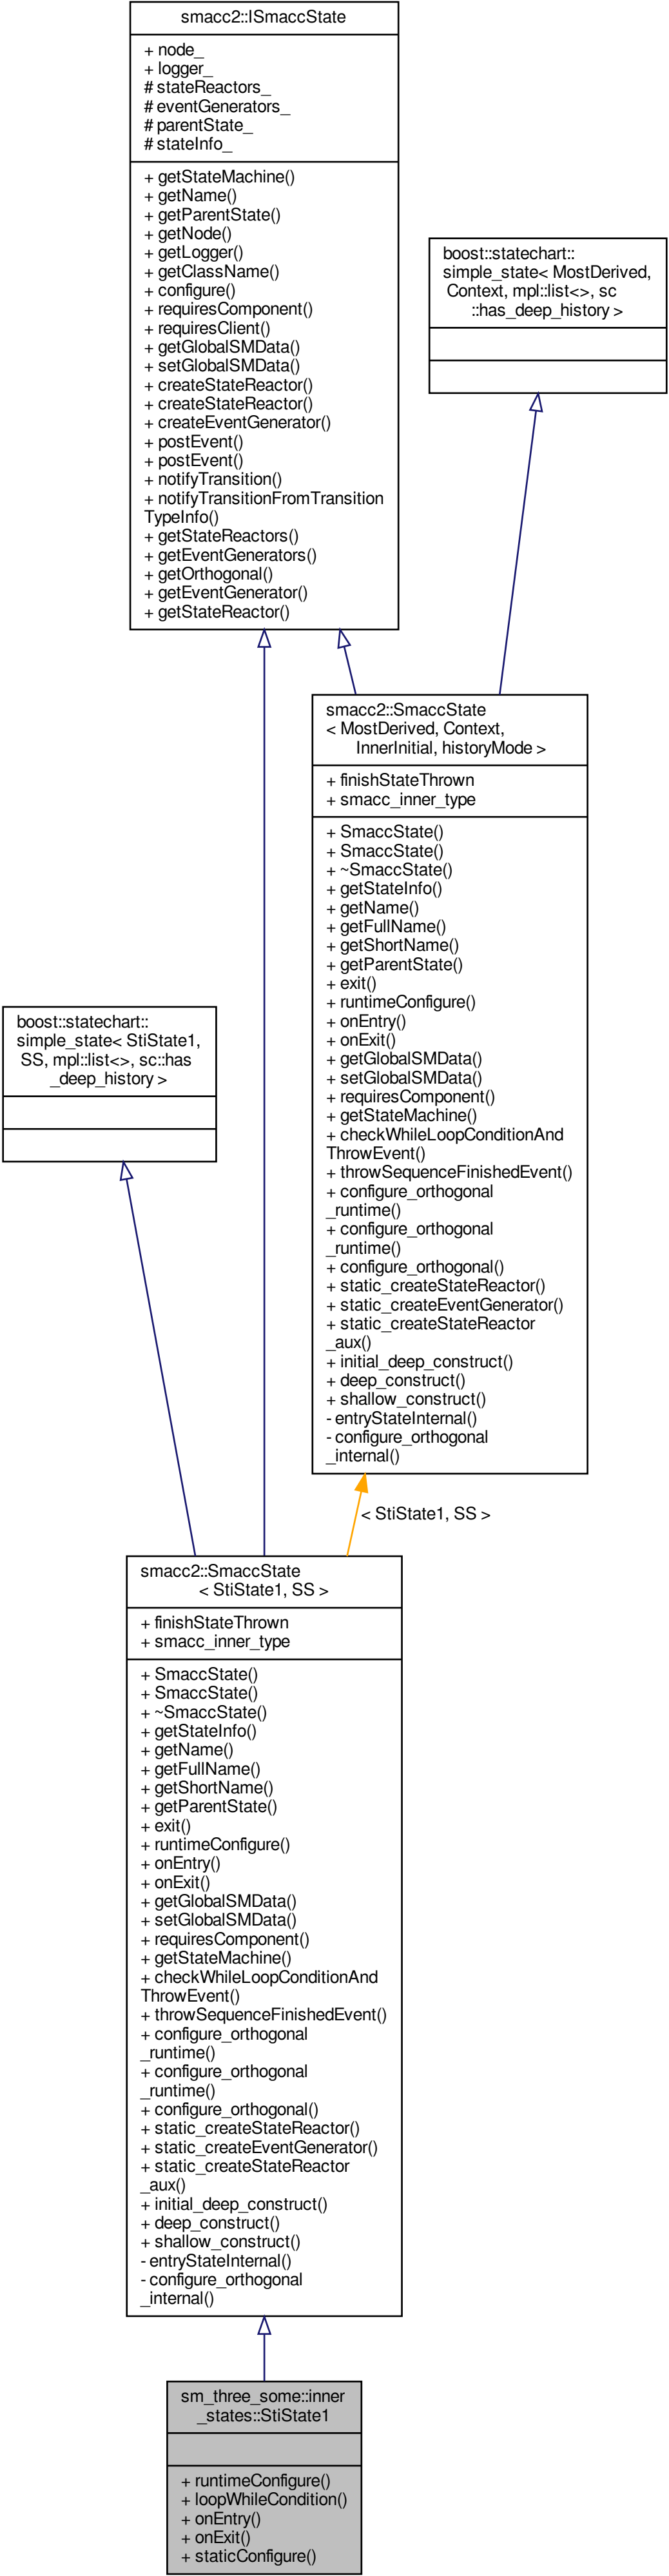 smacc2::ISmaccState
+ node_
+ logger_
# stateReactors_
# eventGenerators_
# parentState_
# stateInfo_
+ getStateMachine()
+ getName()
+ getParentState()
+ getNode()
+ getLogger()
+ getClassName()
+ configure()
+ requiresComponent()
+ requiresClient()
+ getGlobalSMData()
+ setGlobalSMData()
+ createStateReactor()
+ createStateReactor()
+ createEventGenerator()
+ postEvent()
+ postEvent()
+ notifyTransition()
+ notifyTransitionFromTransition
TypeInfo()
+ getStateReactors()
+ getEventGenerators()
+ getOrthogonal()
+ getEventGenerator()
+ getStateReactor()
boost::statechart::
simple_state< MostDerived,
Context, mpl::list<>, sc
::has_deep_history >
smacc2::SmaccState
< MostDerived, Context,
InnerInitial, historyMode >
+ finishStateThrown
+ smacc_inner_type
+ SmaccState()
+ SmaccState()
+ ~SmaccState()
+ getStateInfo()
+ getName()
+ getFullName()
+ getShortName()
+ getParentState()
+ exit()
+ runtimeConfigure()
+ onEntry()
+ onExit()
+ getGlobalSMData()
+ setGlobalSMData()
+ requiresComponent()
+ getStateMachine()
+ checkWhileLoopConditionAnd
ThrowEvent()
+ throwSequenceFinishedEvent()
+ configure_orthogonal
_runtime()
+ configure_orthogonal
_runtime()
+ configure_orthogonal()
+ static_createStateReactor()
+ static_createEventGenerator()
+ static_createStateReactor
_aux()
+ initial_deep_construct()
+ deep_construct()
+ shallow_construct()
- entryStateInternal()
- configure_orthogonal
_internal()
boost::statechart::
simple_state< StiState1,
SS, mpl::list<>, sc::has
_deep_history >
< StiState1, SS >
smacc2::SmaccState
< StiState1, SS >
+ finishStateThrown
+ smacc_inner_type
+ SmaccState()
+ SmaccState()
+ ~SmaccState()
+ getStateInfo()
+ getName()
+ getFullName()
+ getShortName()
+ getParentState()
+ exit()
+ runtimeConfigure()
+ onEntry()
+ onExit()
+ getGlobalSMData()
+ setGlobalSMData()
+ requiresComponent()
+ getStateMachine()
+ checkWhileLoopConditionAnd
ThrowEvent()
+ throwSequenceFinishedEvent()
+ configure_orthogonal
_runtime()
+ configure_orthogonal
_runtime()
+ configure_orthogonal()
+ static_createStateReactor()
+ static_createEventGenerator()
+ static_createStateReactor
_aux()
+ initial_deep_construct()
+ deep_construct()
+ shallow_construct()
- entryStateInternal()
- configure_orthogonal
_internal()
sm_three_some::inner
_states::StiState1
+ runtimeConfigure()
+ loopWhileCondition()
+ onEntry()
+ onExit()
+ staticConfigure()